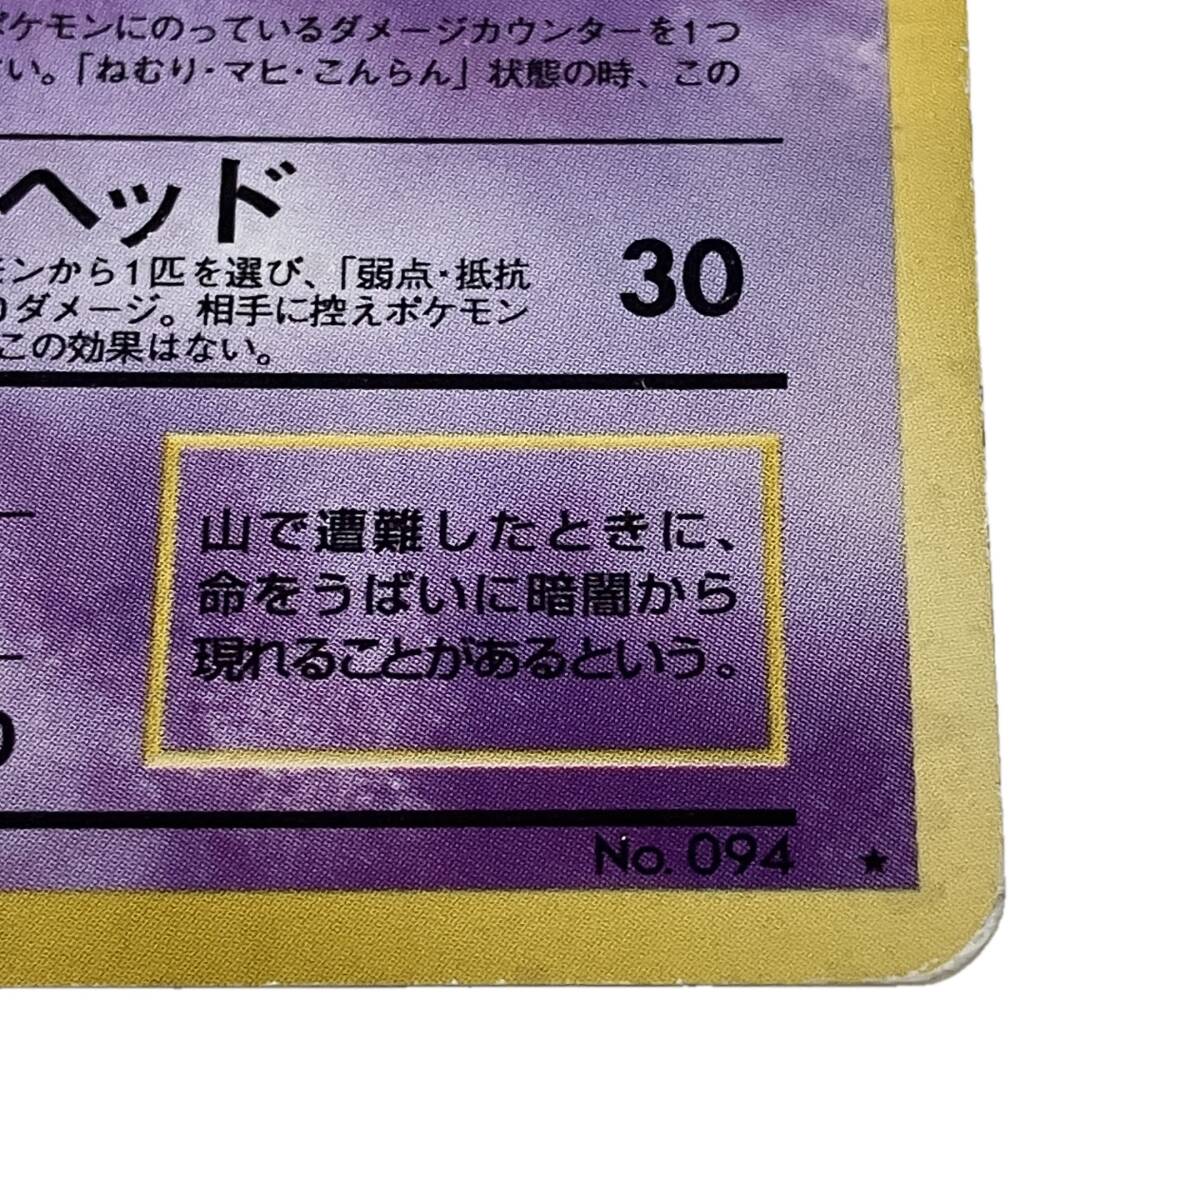 ポケモンにのっているダメージカウンターを1つ
い。「ねむり・マヒ・こんらん」状態の時、この
ヘッド
モンから1匹を選び、「弱点・抵抗
30
0ダメージ。相手に控えポケモン
この効果はない。
山で遭難したときに、
命をうばいに暗闇から
現れることがあるという。
0
No. 094 ★